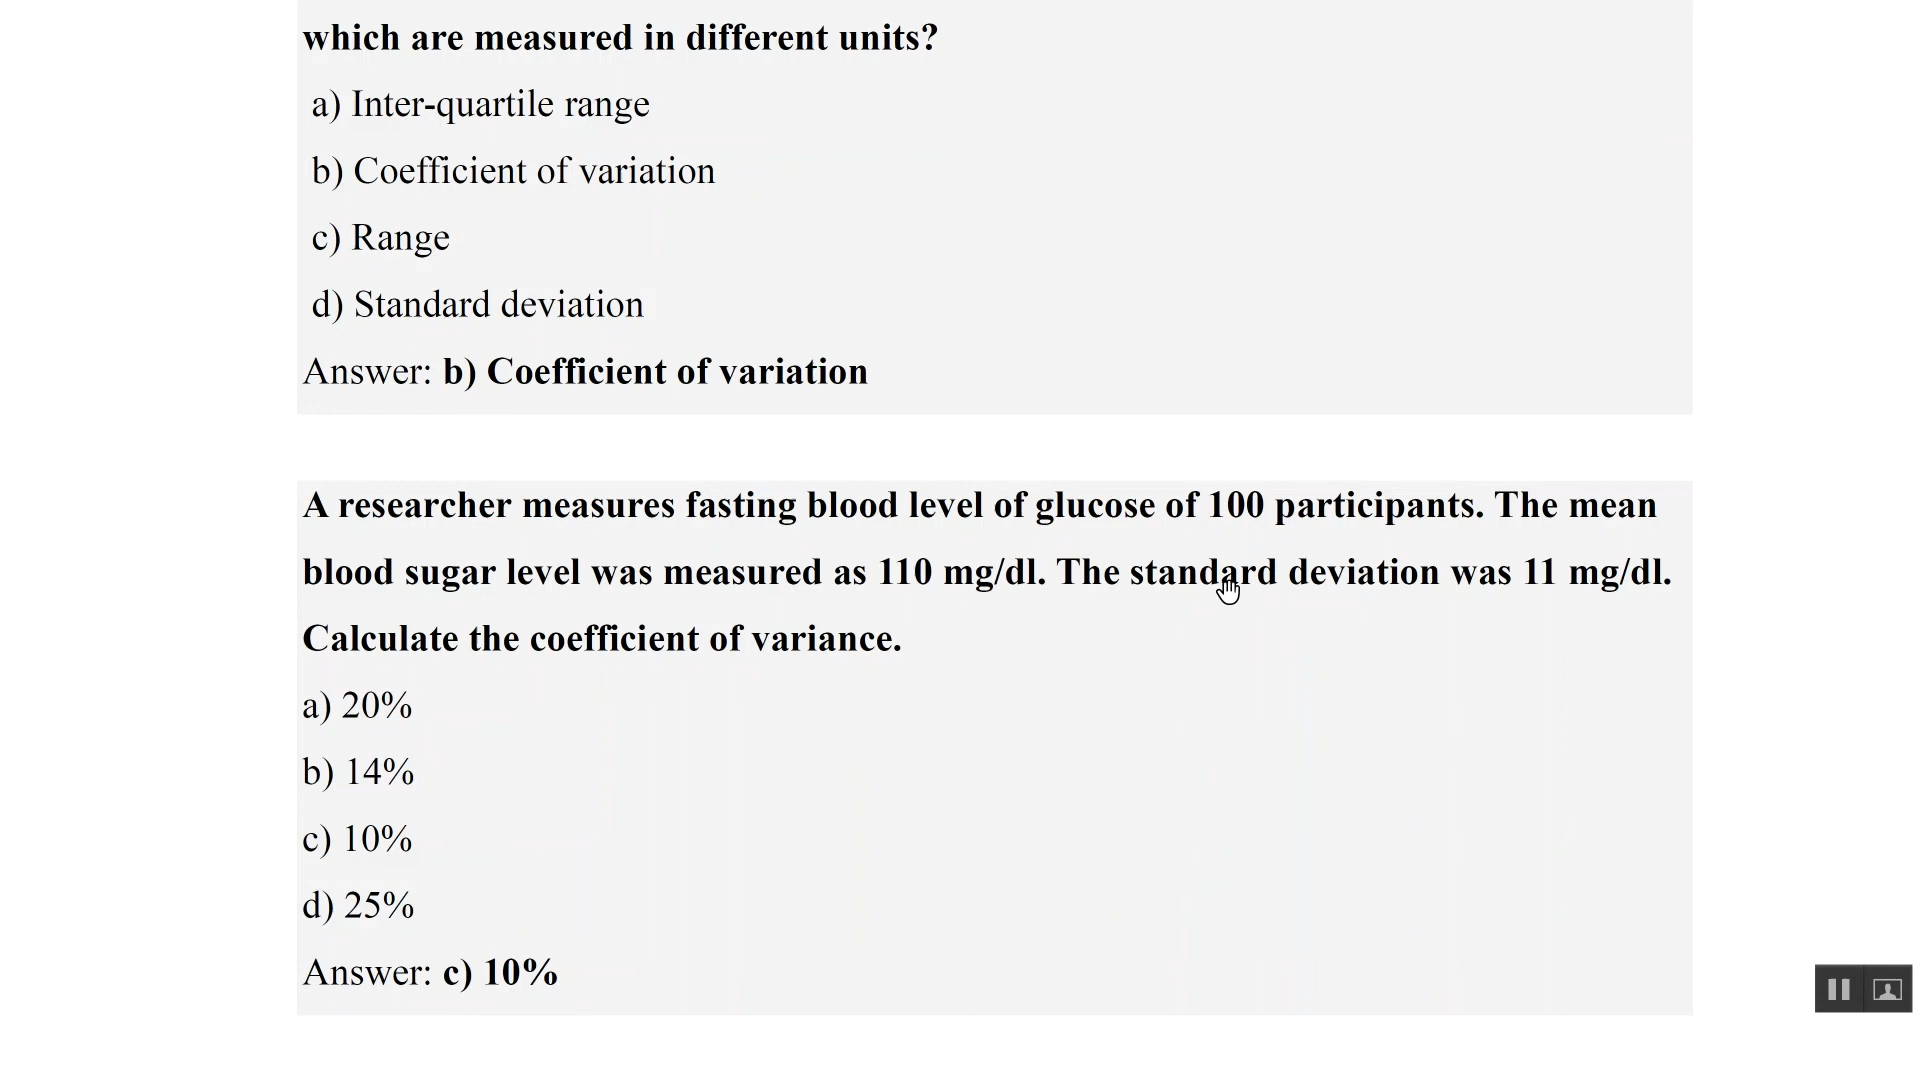 which are measured in different units?
a) Inter-quartile range
b) Coefficient of variation
c) Range
d) Standard deviation
Answer: b) Coefficient of variation
A researcher measures fasting blood level of glucose of 100 participants. The mean
blood sugar level was measured as 110 mg/dl. The standard deviation was 11 mg/dl.
Calculate the coefficient of variance.
a) 20%
b) 14%
c) 10%
d) 25%
Answer: c) 10%